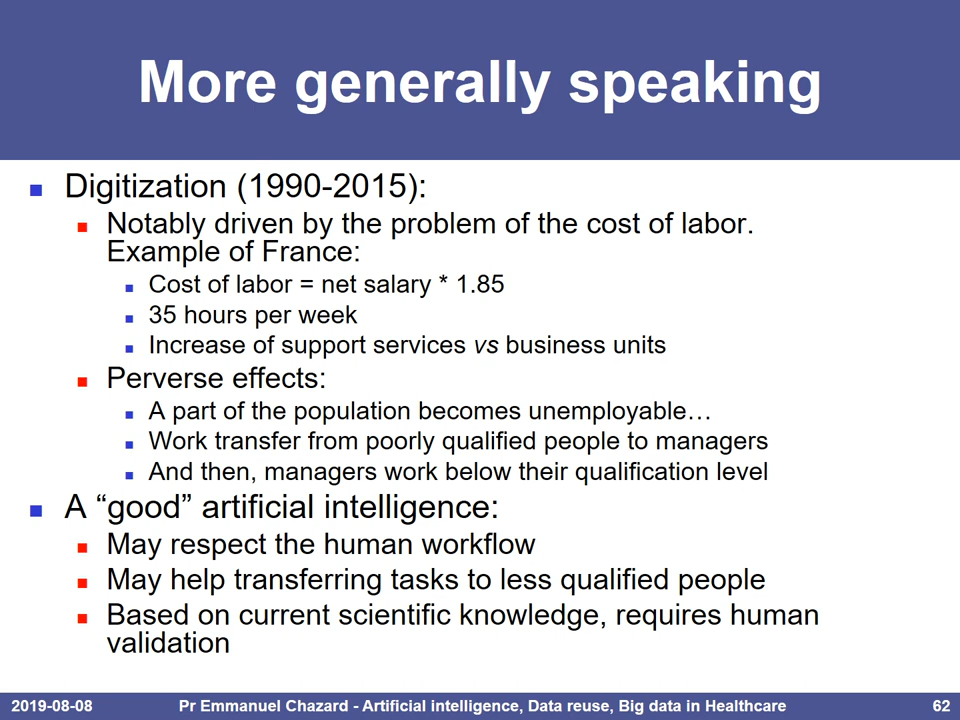 More generally speaking
Digitization (1990-2015):
Notably driven by the problem of the cost of labor.
Example of France:
Cost of labor = net salary * 1.85
35 hours per week
Increase of support services vs business units
Perverse effects:
A part of the population becomes unemployable…
Work transfer from poorly qualified people to managers
And then, managers work below their qualification level
A “good” artificial intelligence:
May respect the human workflow
May help transferring tasks to less qualified people
Based on current scientific knowledge, requires human
validation
2019-08-08 Pr Emmanuel Chazard - Artificial intelligence, Data reuse, Big data in Healthcare 62